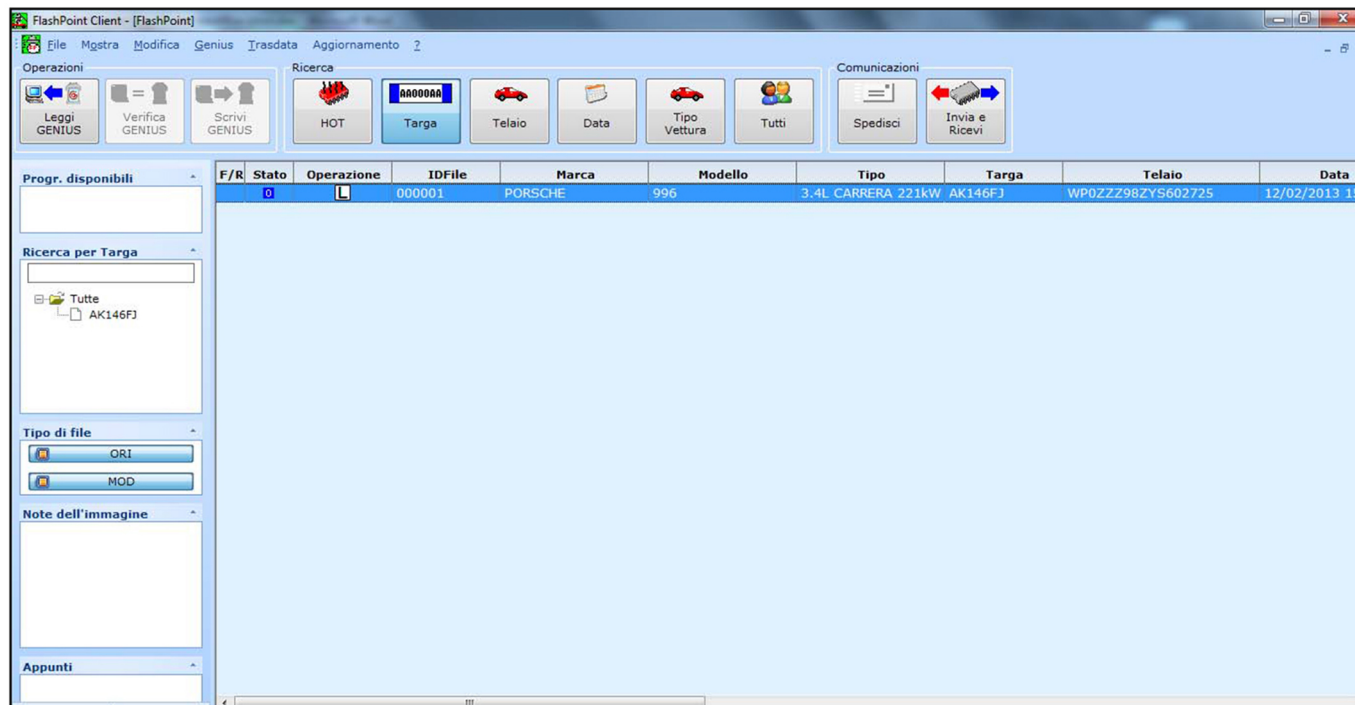 FlashPoint Client - [FlashPoint]
File Mostra Modifica Genius Trasdata Aggiornamento ?
Operazioni Ricerca Comunicazioni
AA000AA
Leggi GENIUS
Verifica GENIUS
Scrivi GENIUS
HOT
Targa
Telaio
Data
Tipo Vettura
Tutti
Spedisci
Invia e Ricevi
Progr. disponibili
Ricerca per Targa
Tutte
AK146FJ
Tipo di file
ORI
MOD
Note dell'immagine
Appunti
F/R Stato Operazione IDFile Marca Modello Tipo Targa Telaio Data
0 L 000001 PORSCHE 996 3.4L CARRERA 221kW AK146FJ WP0ZZZ98ZYS602725 12/02/2013 1